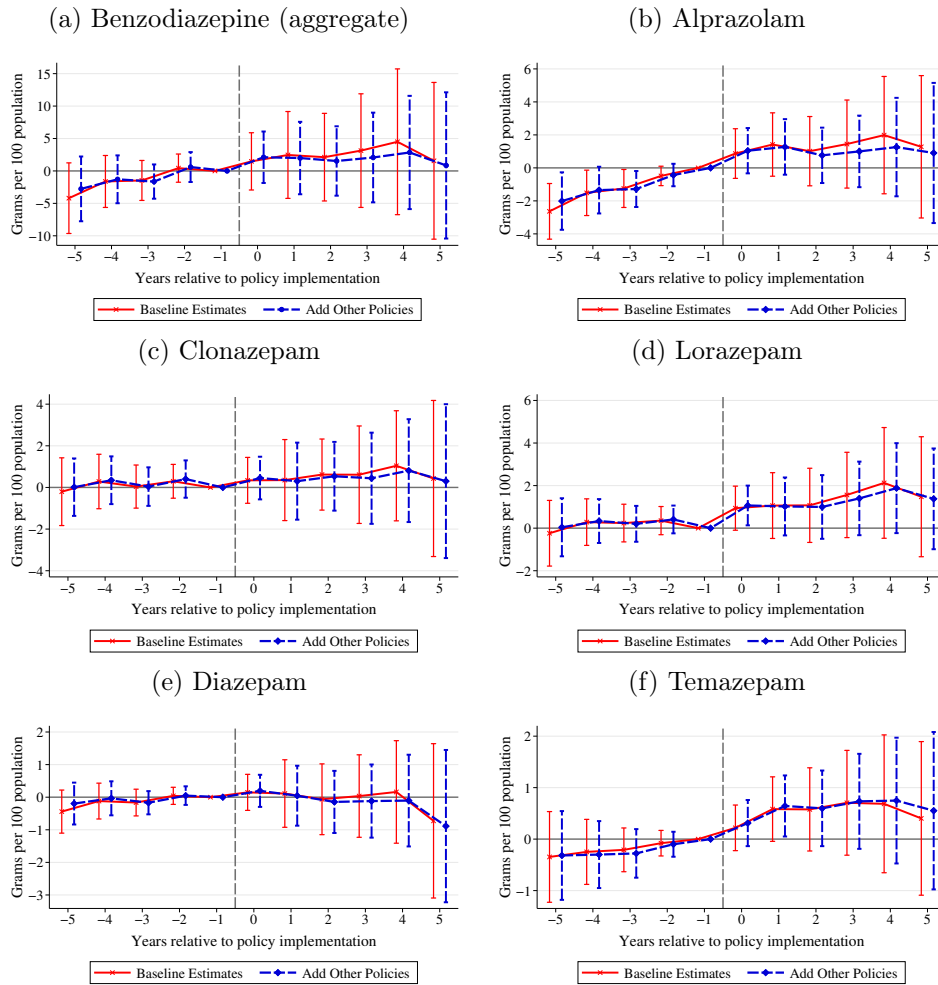 (a) Benzodiazepine (aggregate)
Grams per 100 population
15
10
5
0
−5
−10
−5 −4 −3 −2 −1 0 1 2 3 4 5
Years relative to policy implementation
Baseline Estimates Add Other Policies
(b) Alprazolam
Grams per 100 population
6
4
2
0
−2
−4
−5 −4 −3 −2 −1 0 1 2 3 4 5
Years relative to policy implementation
Baseline Estimates Add Other Policies
(c) Clonazepam
Grams per 100 population
4
2
0
−2
−4
−5 −4 −3 −2 −1 0 1 2 3 4 5
Years relative to policy implementation
Baseline Estimates Add Other Policies
(d) Lorazepam
Grams per 100 population
6
4
2
0
−2
−5 −4 −3 −2 −1 0 1 2 3 4 5
Years relative to policy implementation
Baseline Estimates Add Other Policies
(e) Diazepam
Grams per 100 population
2
1
0
−1
−2
−3
−5 −4 −3 −2 −1 0 1 2 3 4 5
Years relative to policy implementation
Baseline Estimates Add Other Policies
(f) Temazepam
Grams per 100 population
2
1
0
−1
−5 −4 −3 −2 −1 0 1 2 3 4 5
Years relative to policy implementation
Baseline Estimates Add Other Policies